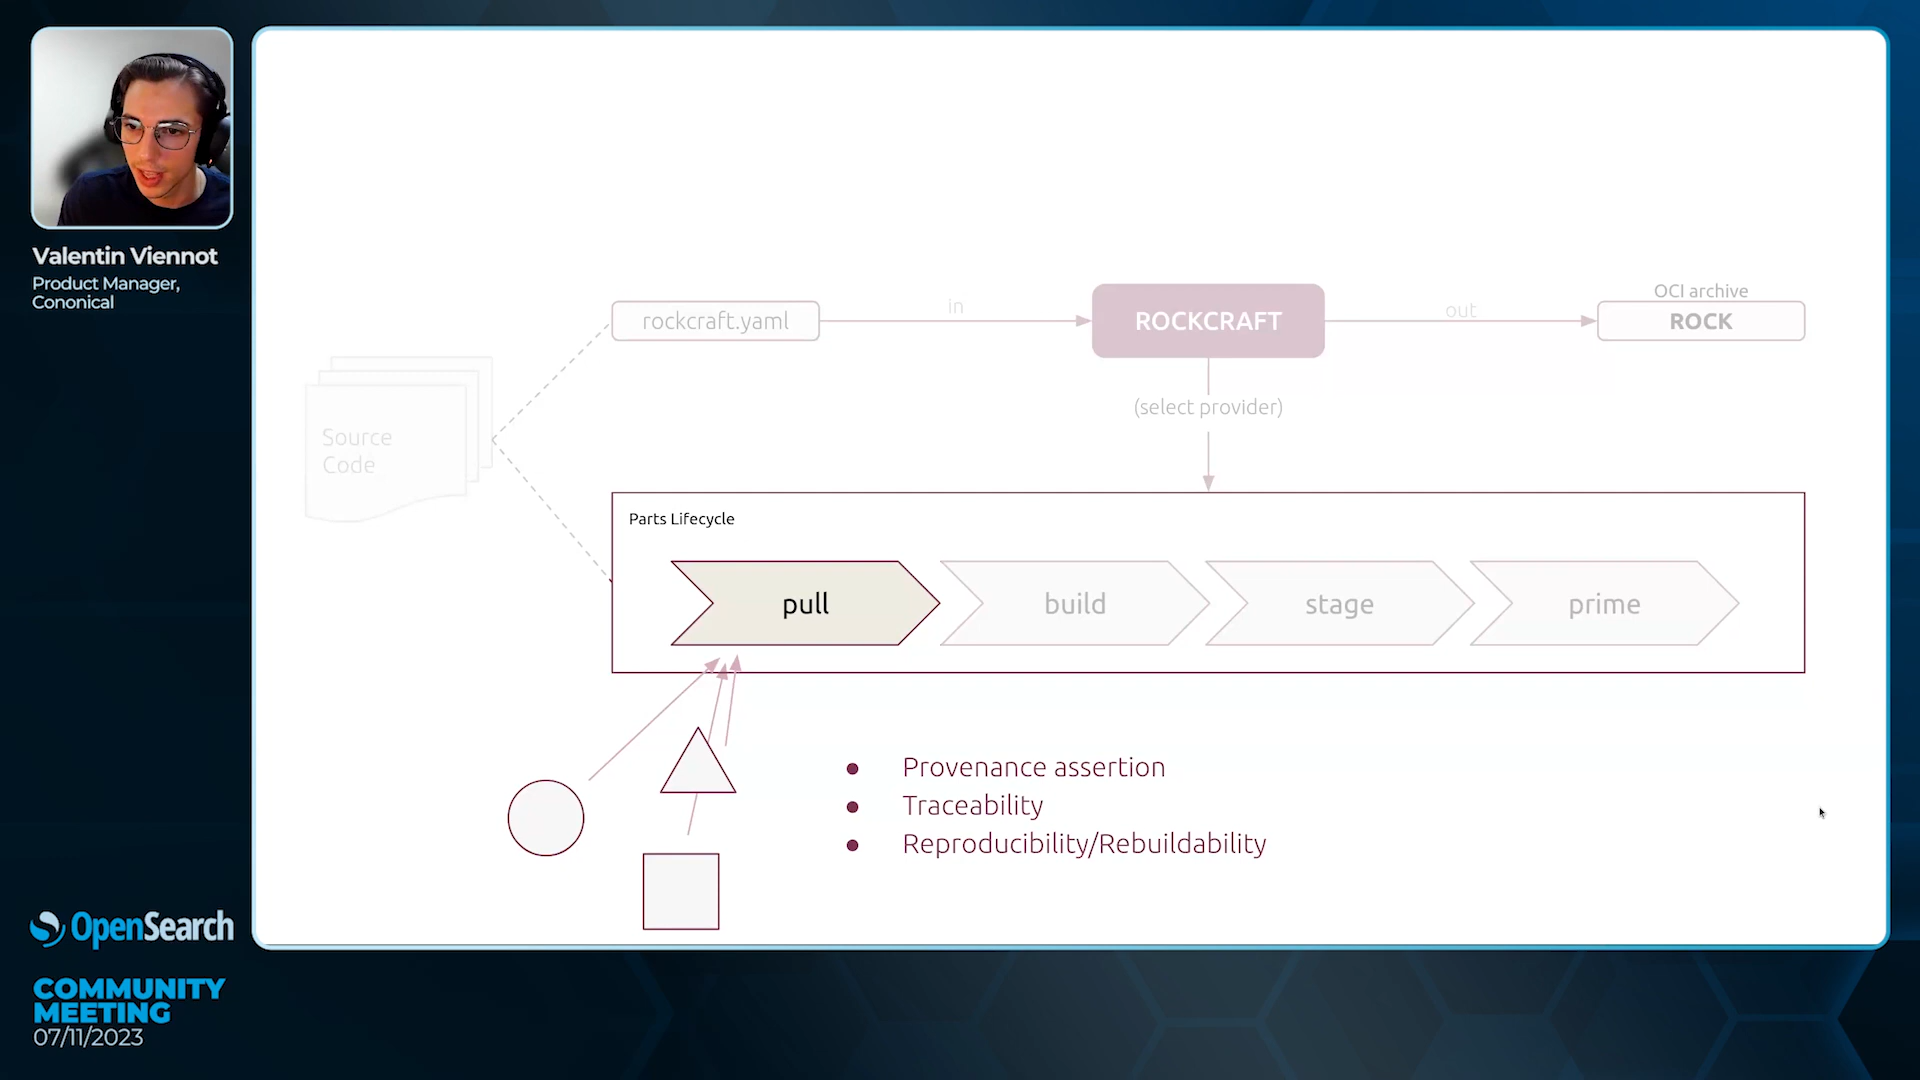 Valentin Viennot
Product Manager,
Cononical
OpenSearch
COMMUNITY
MEETING
07/11/2023
rockcraft.yaml
in
ROCKCRAFT
out
OCI archive
ROCK
(select provider)
Source
Code
Parts Lifecycle
pull
build
stage
prime
● Provenance assertion
● Traceability
● Reproducibility/Rebuildability